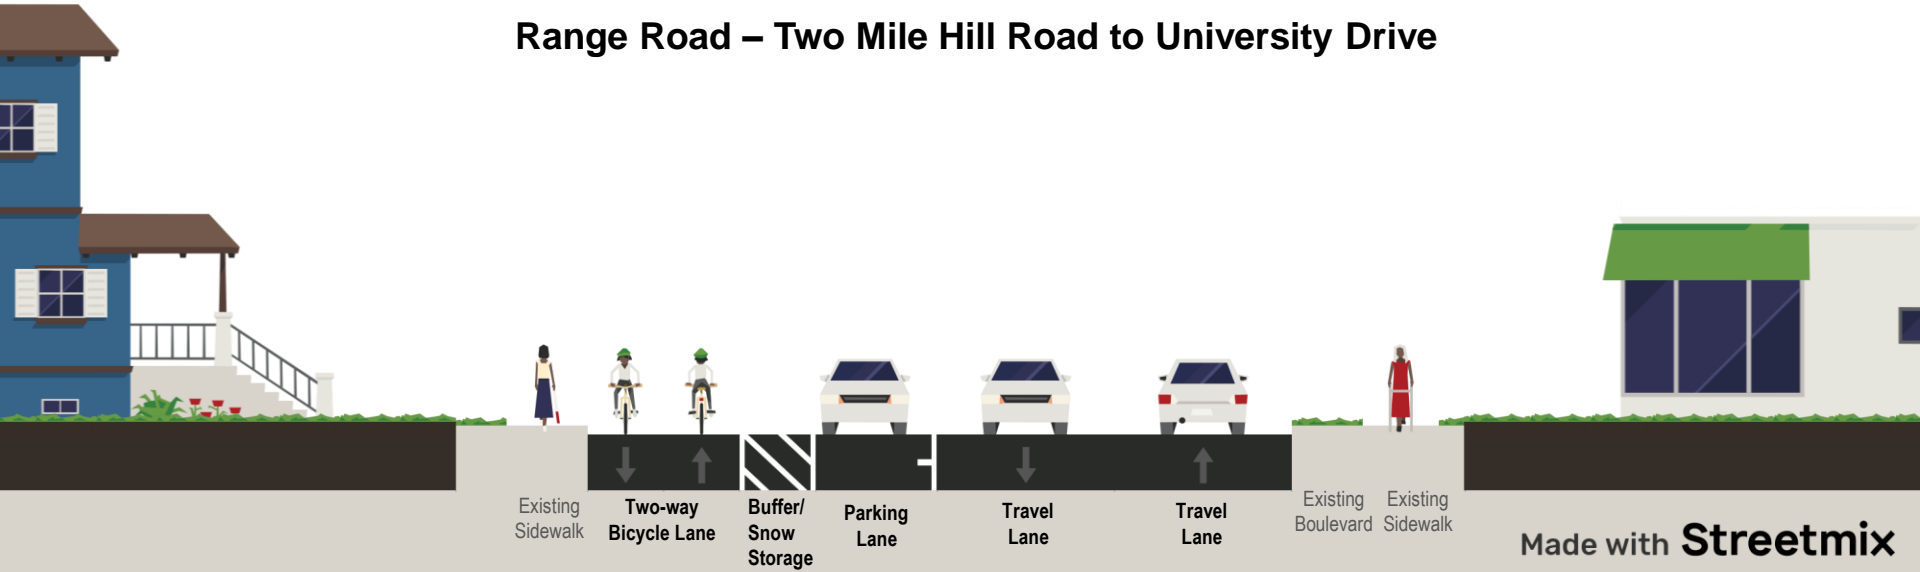 Range Road – Two Mile Hill Road to University Drive
Existing
Sidewalk
Two-way
Bicycle Lane
Buffer/
Snow
Storage
Parking
Lane
Travel
Lane
Travel
Lane
Existing
Boulevard
Existing
Sidewalk
Made with Streetmix